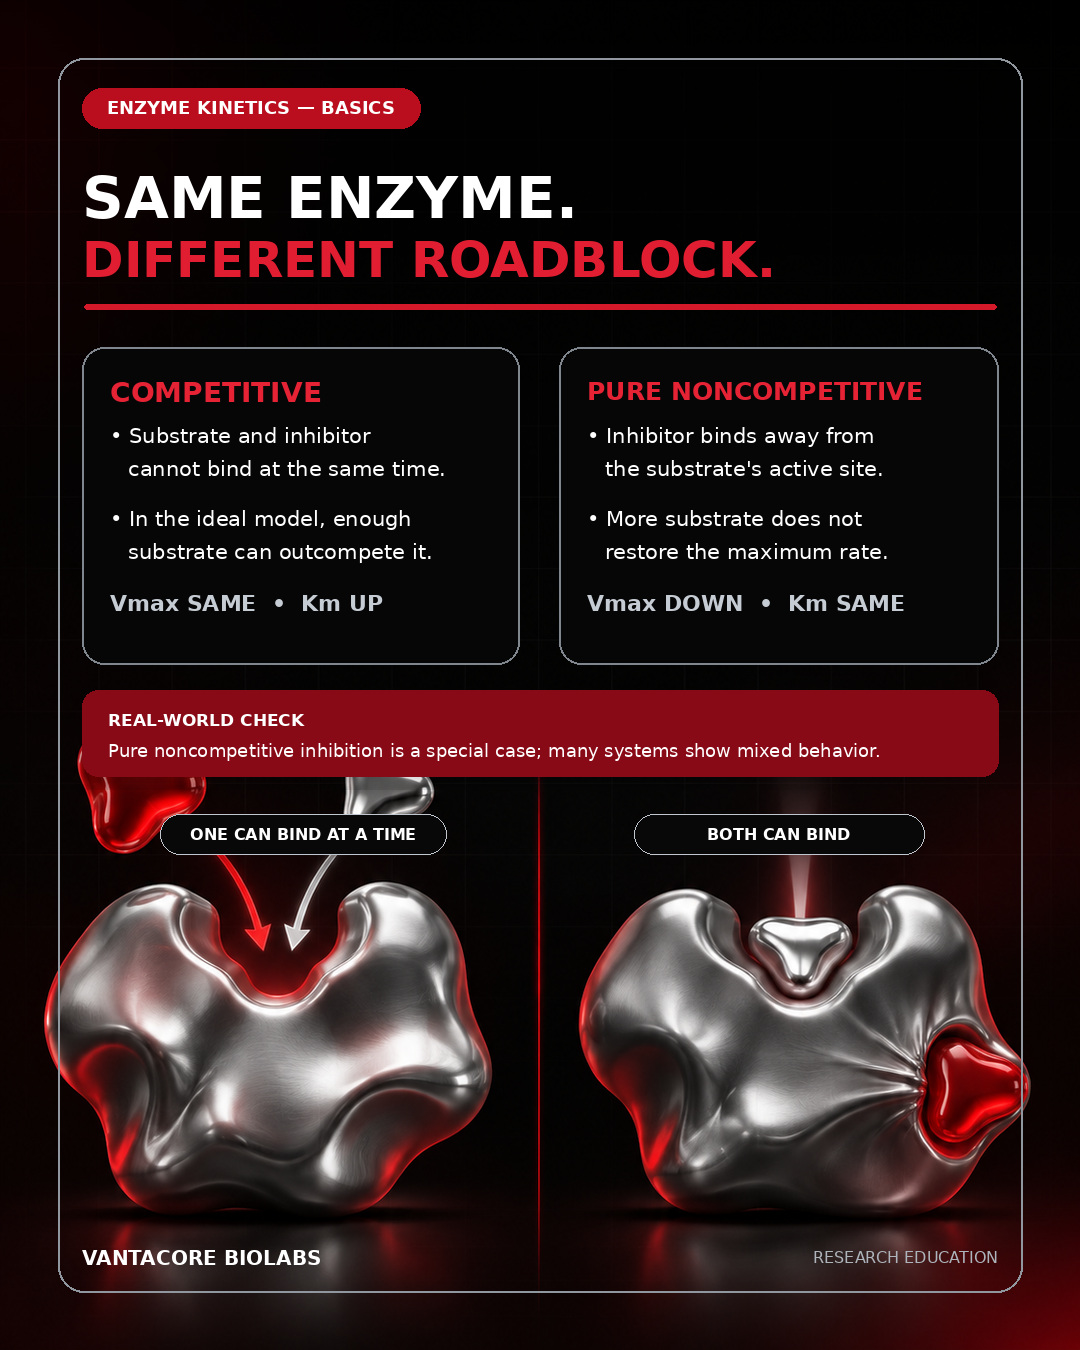 ENZYME KINETICS — BASICS
SAME ENZYME.
DIFFERENT ROADBLOCK.
COMPETITIVE
• Substrate and inhibitor
cannot bind at the same time.
• In the ideal model, enough
substrate can outcompete it.
Vmax SAME • Km UP
PURE NONCOMPETITIVE
• Inhibitor binds away from
the substrate's active site.
• More substrate does not
restore the maximum rate.
Vmax DOWN • Km SAME
REAL-WORLD CHECK
Pure noncompetitive inhibition is a special case; many systems show mixed behavior.
ONE CAN BIND AT A TIME
BOTH CAN BIND
VANTACORE BIOLABS
RESEARCH EDUCATION